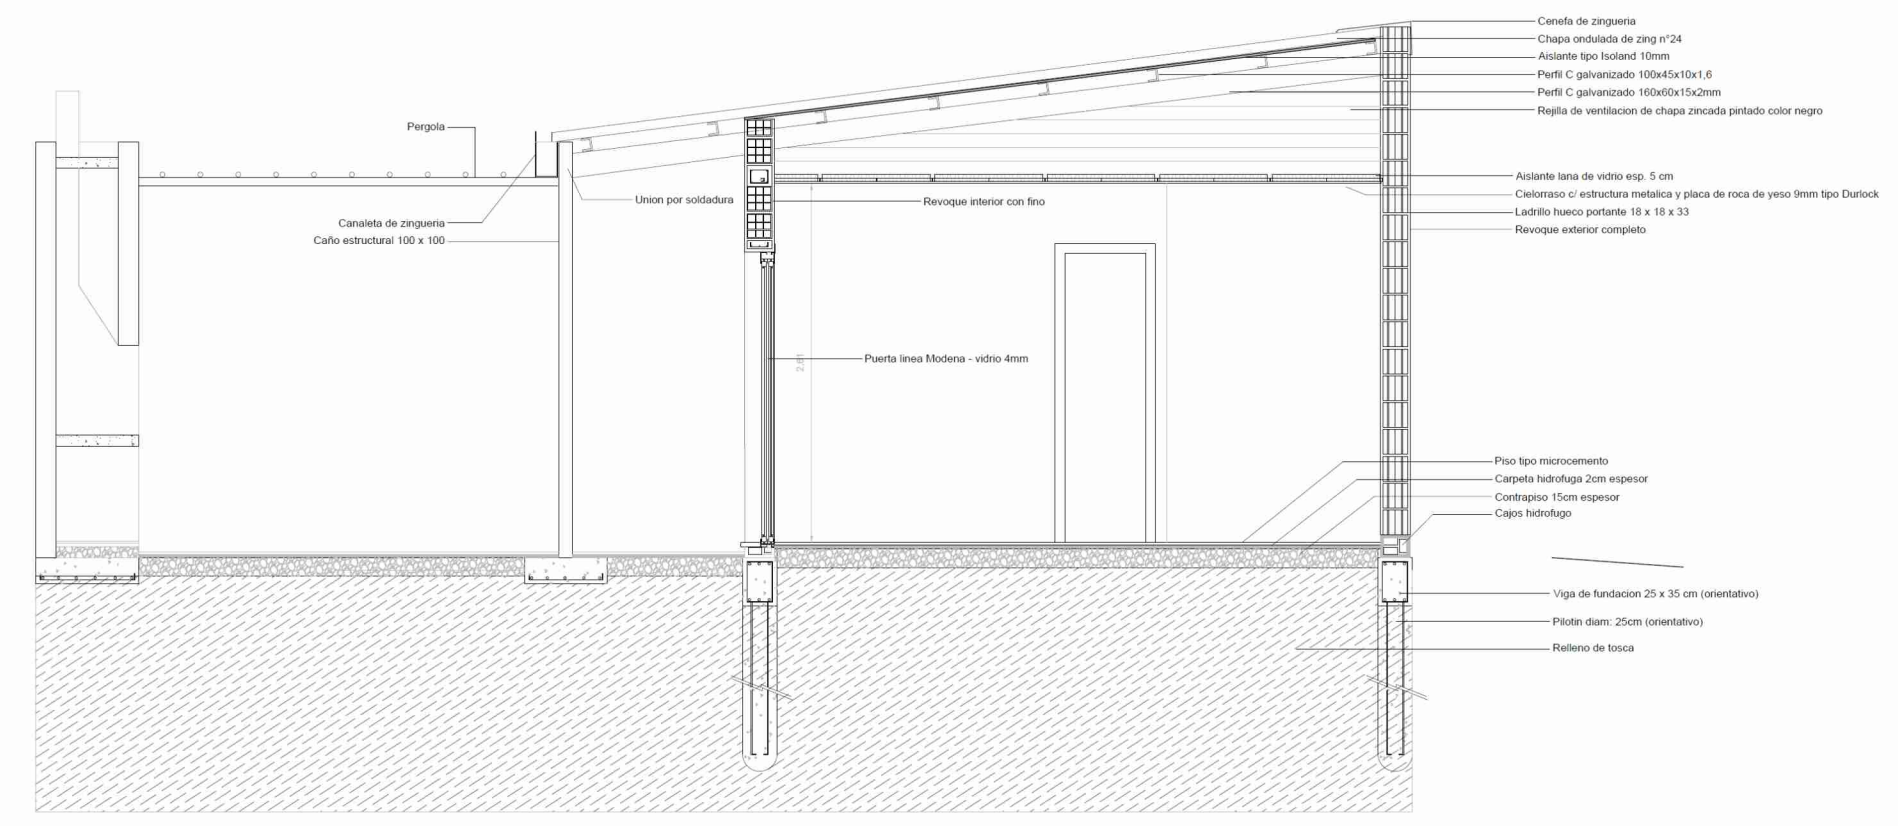 Cenefa de zingueria
Chapa ondulada de zing n°24
Aislante tipo Isoland 10mm
Perfil C galvanizado 100x45x10x1,6
Perfil C galvanizado 160x60x15x2mm
Rejilla de ventilacion de chapa zincada pintado color negro
Pergola
Aislante lana de vidrio esp. 5 cm
Cielorraso c/ estructura metalica y placa de roca de yeso 9mm tipo Durlock
Union por soldadura
Revoque interior con fino
Ladrillo hueco portante 18 x 18 x 33
Canaleta de zingueria
Revoque exterior completo
Caño estructural 100 x 100
Puerta linea Modena - vidrio 4mm
2,61
Piso tipo microcemento
Carpeta hidrofuga 2cm espesor
Contrapiso 15cm espesor
Cajos hidrofugo
Viga de fundacion 25 x 35 cm (orientativo)
Pilotin diam: 25cm (orientativo)
Relleno de tosca